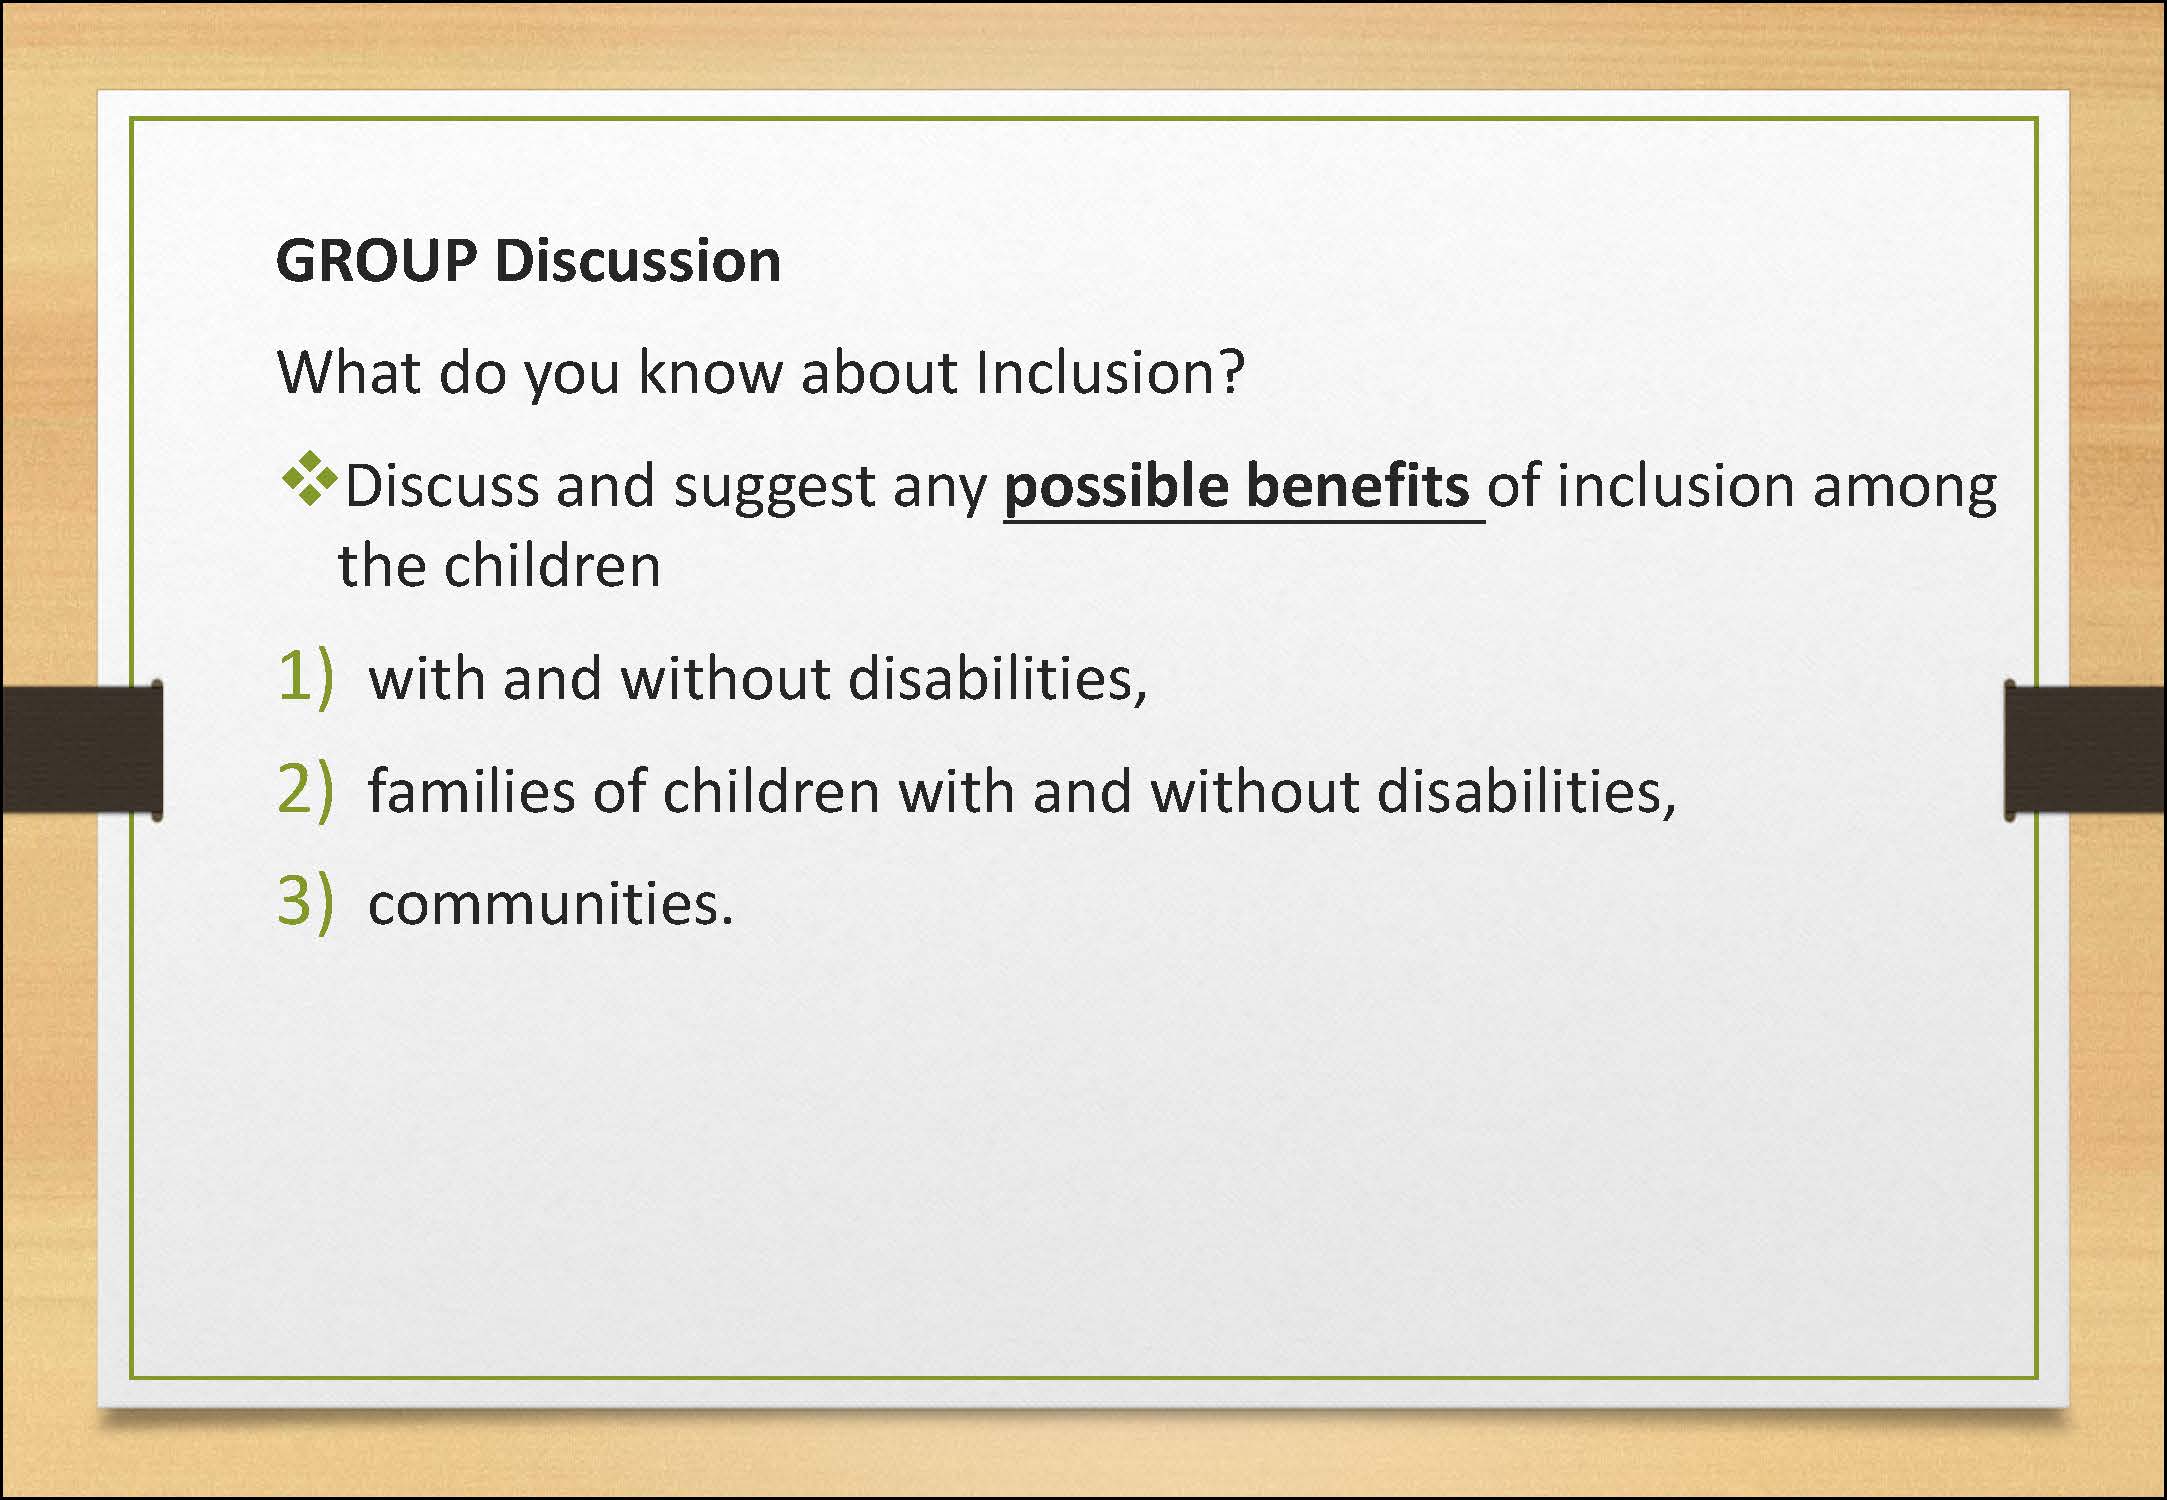 GROUP Discussion
What do you know about Inclusion?
❖Discuss and suggest any possible benefits of inclusion among
the children
1) with and without disabilities,
2) families of children with and without disabilities,
3) communities.